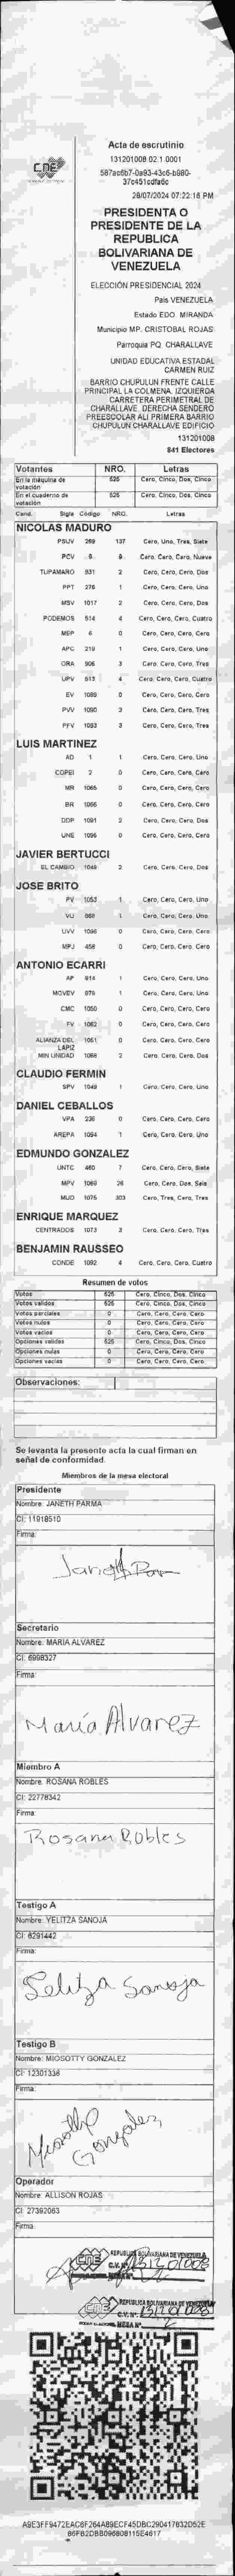 CNE
Acta de escrutinio
131201008.02.1.0001
587ac6b7-0a93-43c6-b980-
37c451cdfa6c
28/07/2024 07:22:16 PM
PRESIDENTA O
PRESIDENTE DE LA
REPUBLICA
BOLIVARIANA DE
VENEZUELA
ELECCIÓN PRESIDENCIAL 2024
País VENEZUELA
Estado EDO. MIRANDA
Municipio MP. CRISTOBAL ROJAS
Parroquia PQ. CHARALLAVE
UNIDAD EDUCATIVA ESTADAL
CARMEN RUIZ
BARRIO CHUPULUN FRENTE CALLE
PRINCIPAL LA COLMENA. IZQUIERDA
CARRETERA PERIMETRAL DE
CHARALLAVE. DERECHA SENDERO
PREESCOLAR ALI PRIMERA BARRIO
CHUPULUN CHARALLAVE EDIFICIO
131201008
841 Electores
Votantes NRO. Letras
En la máquina de votación 525 Cero, Cinco, Dos, Cinco
En el cuaderno de votación 525 Cero, Cinco, Dos, Cinco
Cand. Sigla Código NRO. Letras
NICOLAS MADURO
PSUV 269 137 Cero, Uno, Tres, Siete
PCV 5 9 Cero, Cero, Cero, Nueve
TUPAMARO 931 2 Cero, Cero, Cero, Dos
PPT 276 1 Cero, Cero, Cero, Uno
MSV 1017 2 Cero, Cero, Cero, Dos
PODEMOS 514 4 Cero, Cero, Cero, Cuatro
MEP 6 0 Cero, Cero, Cero, Cero
APC 219 1 Cero, Cero, Cero, Uno
ORA 906 3 Cero, Cero, Cero, Tres
UPV 513 4 Cero, Cero, Cero, Cuatro
EV 1089 0 Cero, Cero, Cero, Cero
PVV 1090 3 Cero, Cero, Cero, Tres
PFV 1093 3 Cero, Cero, Cero, Tres
LUIS MARTINEZ
AD 1 1 Cero, Cero, Cero, Uno
COPEI 2 0 Cero, Cero, Cero, Cero
MR 1065 0 Cero, Cero, Cero, Cero
BR 1056 0 Cero, Cero, Cero, Cero
DDP 1091 2 Cero, Cero, Cero, Dos
UNE 1096 0 Cero, Cero, Cero, Cero
JAVIER BERTUCCI
EL CAMBIO 1049 2 Cero, Cero, Cero, Dos
JOSE BRITO
PV 1053 1 Cero, Cero, Cero, Uno
VU 968 1 Cero, Cero, Cero, Uno
UVV 1098 0 Cero, Cero, Cero, Cero
MPJ 458 0 Cero, Cero, Cero, Cero
ANTONIO ECARRI
AP 914 1 Cero, Cero, Cero, Uno
MOVEV 979 1 Cero, Cero, Cero, Uno
CMC 1050 0 Cero, Cero, Cero, Cero
FV 1062 0 Cero, Cero, Cero, Cero
ALIANZA DEL LAPIZ 1051 0 Cero, Cero, Cero, Cero
MIN UNIDAD 1088 2 Cero, Cero, Cero, Dos
CLAUDIO FERMIN
SPV 1049 1 Cero, Cero, Cero, Uno
DANIEL CEBALLOS
VPA 236 0 Cero, Cero, Cero, Cero
AREPA 1094 1 Cero, Cero, Cero, Uno
EDMUNDO GONZALEZ
UNTC 460 7 Cero, Cero, Cero, Siete
MPV 1069 26 Cero, Cero, Dos, Seis
MUD 1075 303 Cero, Tres, Cero, Tres
ENRIQUE MARQUEZ
CENTRADOS 1073 3 Cero, Cero, Cero, Tres
BENJAMIN RAUSSEO
CONDE 1092 4 Cero, Cero, Cero, Cuatro
Resumen de votos
Votos 525 Cero, Cinco, Dos, Cinco
Votos validos 525 Cero, Cinco, Dos, Cinco
Votos parciales 0 Cero, Cero, Cero, Cero
Votos nulos 0 Cero, Cero, Cero, Cero
Votos vacios 0 Cero, Cero, Cero, Cero
Opciones validas 525 Cero, Cinco, Dos, Cinco
Opciones nulas 0 Cero, Cero, Cero, Cero
Opciones vacias 0 Cero, Cero, Cero, Cero
Observaciones:
Se levanta la presente acta la cual firman en
señal de conformidad.
Miembros de la mesa electoral
Presidente
Nombre: JANETH PARMA
CI: 11918510
Firma:
Secretario
Nombre: MARIA ALVAREZ
CI: 6998327
Firma:
María Alvarez
Miembro A
Nombre: ROSANA ROBLES
CI: 22778342
Firma:
Rosana Robles
Testigo A
Nombre: YELITZA SANOJA
CI: 6291442
Firma:
Yelitza Sanoja
Testigo B
Nombre: MIOSOTTY GONZALEZ
CI: 12301336
Firma:
Miosotty
Gonzalez
Operador
Nombre: ALLISON ROJAS
CI: 27392063
Firma:
CNE REPUBLICA BOLIVARIANA DE VENEZUELA
C.V. Nº 131201008
CNE REPUBLICA BOLIVARIANA DE VENEZUELA
C.V. Nº 131201008
MESA Nº 2
A9E3FF9472EAC6F264A89ECF45DBC290417832D52E
86FB2DBB096808115E4617